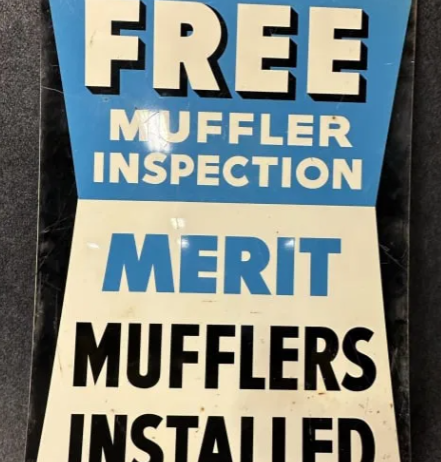 FREE
MUFFLER
INSPECTION
MERIT
MUFFLERS
INSTALLED